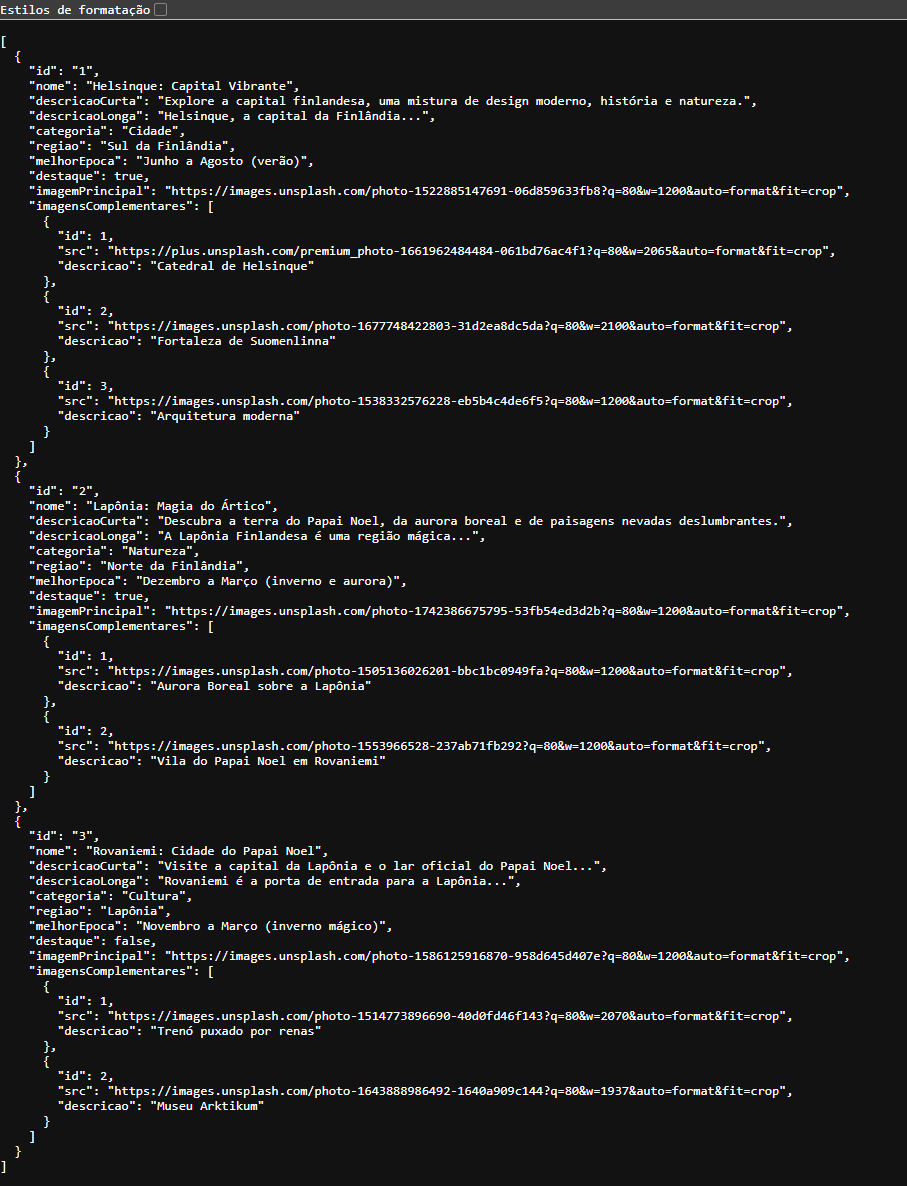 Estilos de formatação
[
  {
    "id": "1",
    "nome": "Helsinque: Capital Vibrante",
    "descricaoCurta": "Explore a capital finlandesa, uma mistura de design moderno, história e natureza.",
    "descricaoLonga": "Helsinque, a capital da Finlândia...",
    "categoria": "Cidade",
    "regiao": "Sul da Finlândia",
    "melhorEpoca": "Junho a Agosto (verão)",
    "destaque": true,
    "imagemPrincipal": "https://images.unsplash.com/photo-1522885147691-06d859633fb8?q=80&w=1200&auto=format&fit=crop",
    "imagensComplementares": [
      {
        "id": 1,
        "src": "https://plus.unsplash.com/premium_photo-1661962484484-061bd76ac4f1?q=80&w=2065&auto=format&fit=crop",
        "descricao": "Catedral de Helsinque"
      },
      {
        "id": 2,
        "src": "https://images.unsplash.com/photo-1677748422803-31d2ea8dc5da?q=80&w=2100&auto=format&fit=crop",
        "descricao": "Fortaleza de Suomenlinna"
      },
      {
        "id": 3,
        "src": "https://images.unsplash.com/photo-1538332576228-eb5b4c4de6f5?q=80&w=1200&auto=format&fit=crop",
        "descricao": "Arquitetura moderna"
      }
    ]
  },
  {
    "id": "2",
    "nome": "Lapônia: Magia do Ártico",
    "descricaoCurta": "Descubra a terra do Papai Noel, da aurora boreal e de paisagens nevadas deslumbrantes.",
    "descricaoLonga": "A Lapônia Finlandesa é uma região mágica...",
    "categoria": "Natureza",
    "regiao": "Norte da Finlândia",
    "melhorEpoca": "Dezembro a Março (inverno e aurora)",
    "destaque": true,
    "imagemPrincipal": "https://images.unsplash.com/photo-1742386675795-53fb54ed3d2b?q=80&w=1200&auto=format&fit=crop",
    "imagensComplementares": [
      {
        "id": 1,
        "src": "https://images.unsplash.com/photo-1505136026201-bbc1bc0949fa?q=80&w=1200&auto=format&fit=crop",
        "descricao": "Aurora Boreal sobre a Lapônia"
      },
      {
        "id": 2,
        "src": "https://images.unsplash.com/photo-1553966528-237ab71fb292?q=80&w=1200&auto=format&fit=crop",
        "descricao": "Vila do Papai Noel em Rovaniemi"
      }
    ]
  },
  {
    "id": "3",
    "nome": "Rovaniemi: Cidade do Papai Noel",
    "descricaoCurta": "Visite a capital da Lapônia e o lar oficial do Papai Noel...",
    "descricaoLonga": "Rovaniemi é a porta de entrada para a Lapônia...",
    "categoria": "Cultura",
    "regiao": "Lapônia",
    "melhorEpoca": "Novembro a Março (inverno mágico)",
    "destaque": false,
    "imagemPrincipal": "https://images.unsplash.com/photo-1586125916870-958d645d407e?q=80&w=1200&auto=format&fit=crop",
    "imagensComplementares": [
      {
        "id": 1,
        "src": "https://images.unsplash.com/photo-1514773896690-40d0fd46f143?q=80&w=2070&auto=format&fit=crop",
        "descricao": "Trenó puxado por renas"
      },
      {
        "id": 2,
        "src": "https://images.unsplash.com/photo-1643888986492-1640a909c144?q=80&w=1937&auto=format&fit=crop",
        "descricao": "Museu Arktikum"
      }
    ]
  }
]